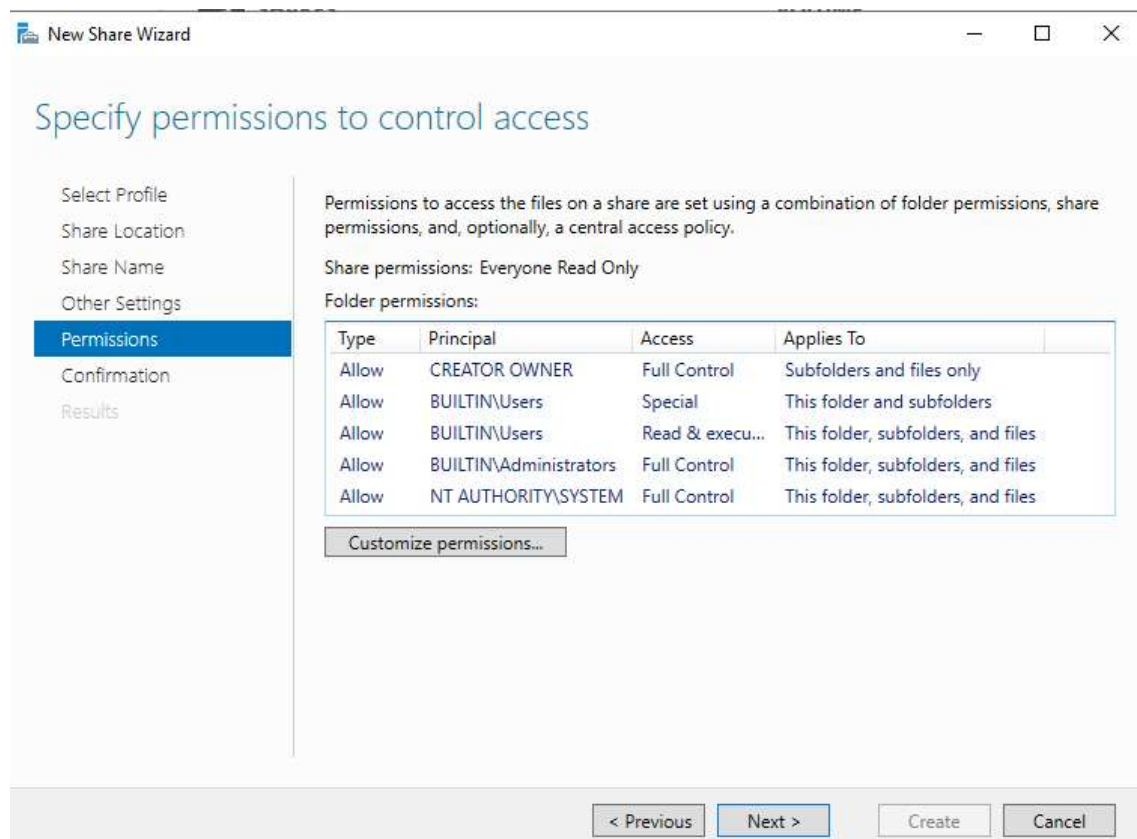 New Share Wizard
Specify permissions to control access
Select Profile
Share Location
Share Name
Other Settings
Permissions
Confirmation
Results
Permissions to access the files on a share are set using a combination of folder permissions, share
permissions, and, optionally, a central access policy.
Share permissions: Everyone Read Only
Folder permissions:
Type Principal Access Applies To
Allow CREATOR OWNER Full Control Subfolders and files only
Allow BUILTIN\Users Special This folder and subfolders
Allow BUILTIN\Users Read & execu... This folder, subfolders, and files
Allow BUILTIN\Administrators Full Control This folder, subfolders, and files
Allow NT AUTHORITY\SYSTEM Full Control This folder, subfolders, and files
Customize permissions...
< Previous Next > Create Cancel